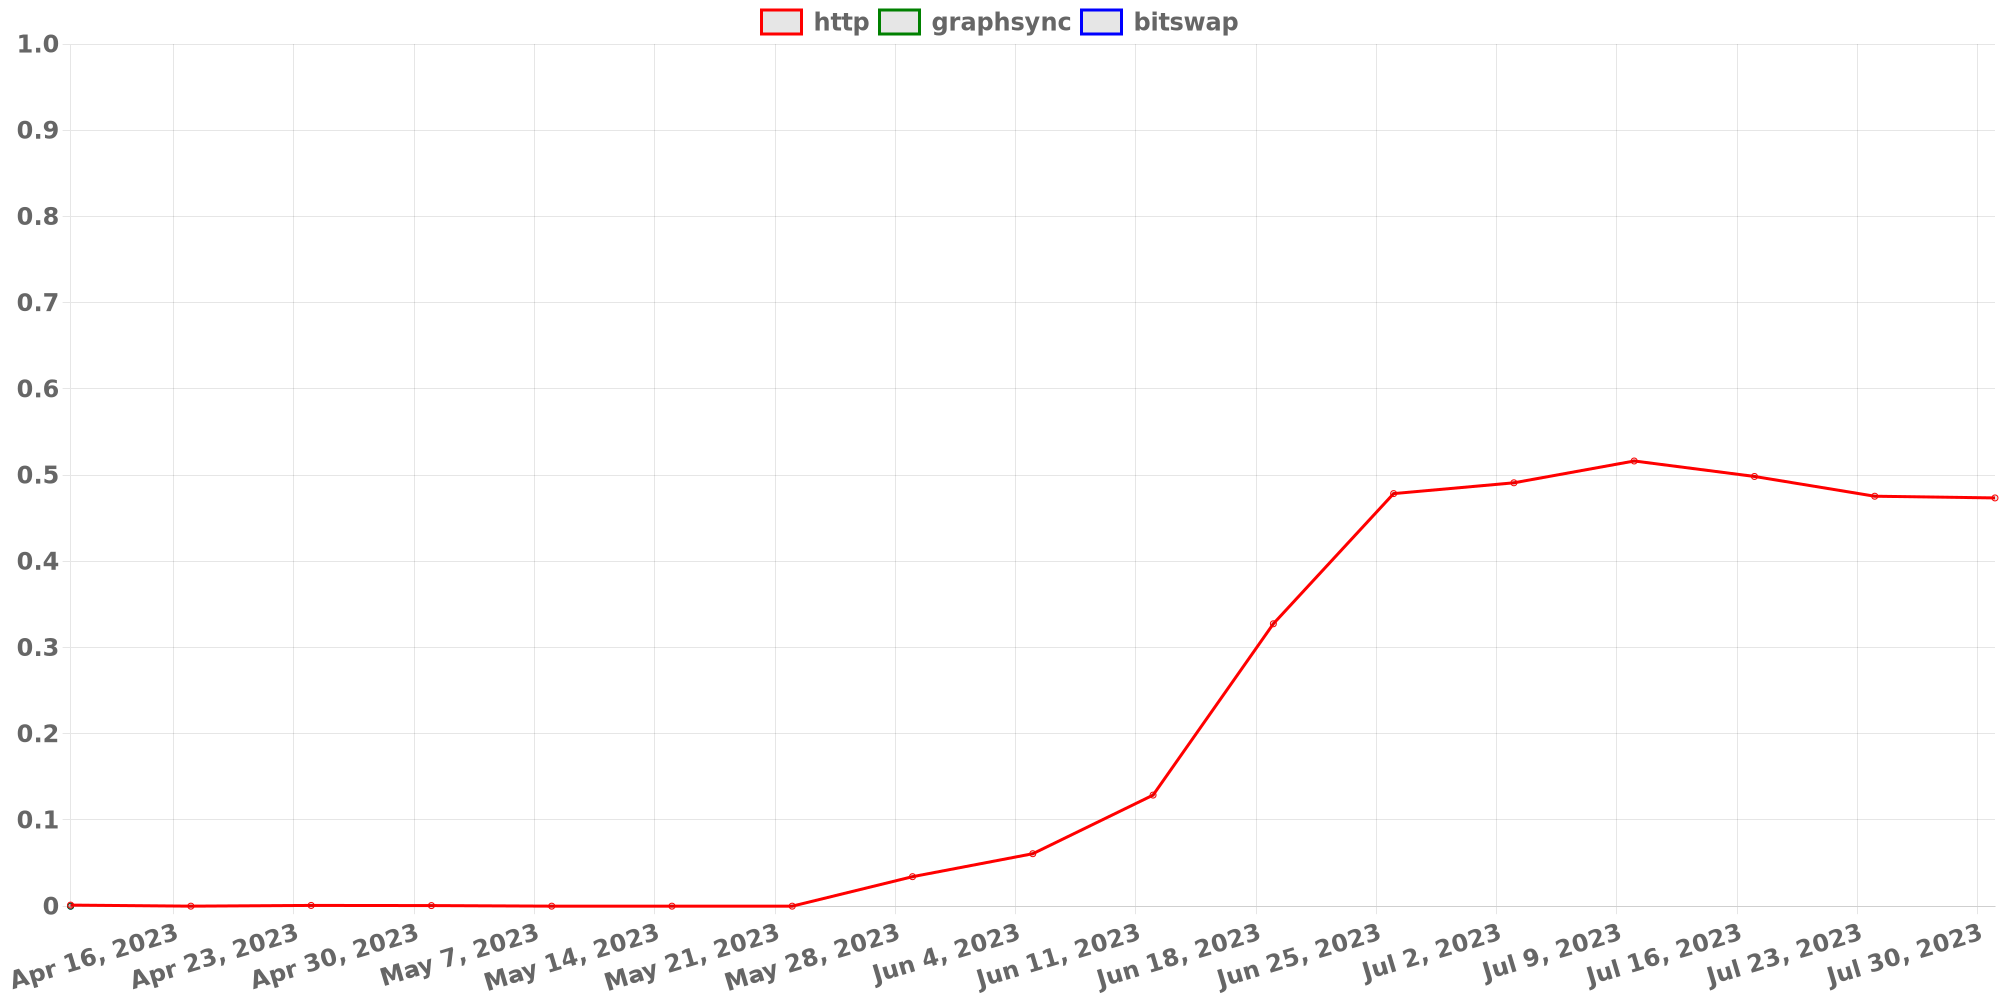 http graphsync bitswap
1.0
0.9
0.8
0.7
0.6
0.5
0.4
0.3
0.2
0.1
0
Apr 16, 2023
Apr 23, 2023
Apr 30, 2023
May 7, 2023
May 14, 2023
May 21, 2023
May 28, 2023
Jun 4, 2023
Jun 11, 2023
Jun 18, 2023
Jun 25, 2023
Jul 2, 2023
Jul 9, 2023
Jul 16, 2023
Jul 23, 2023
Jul 30, 2023